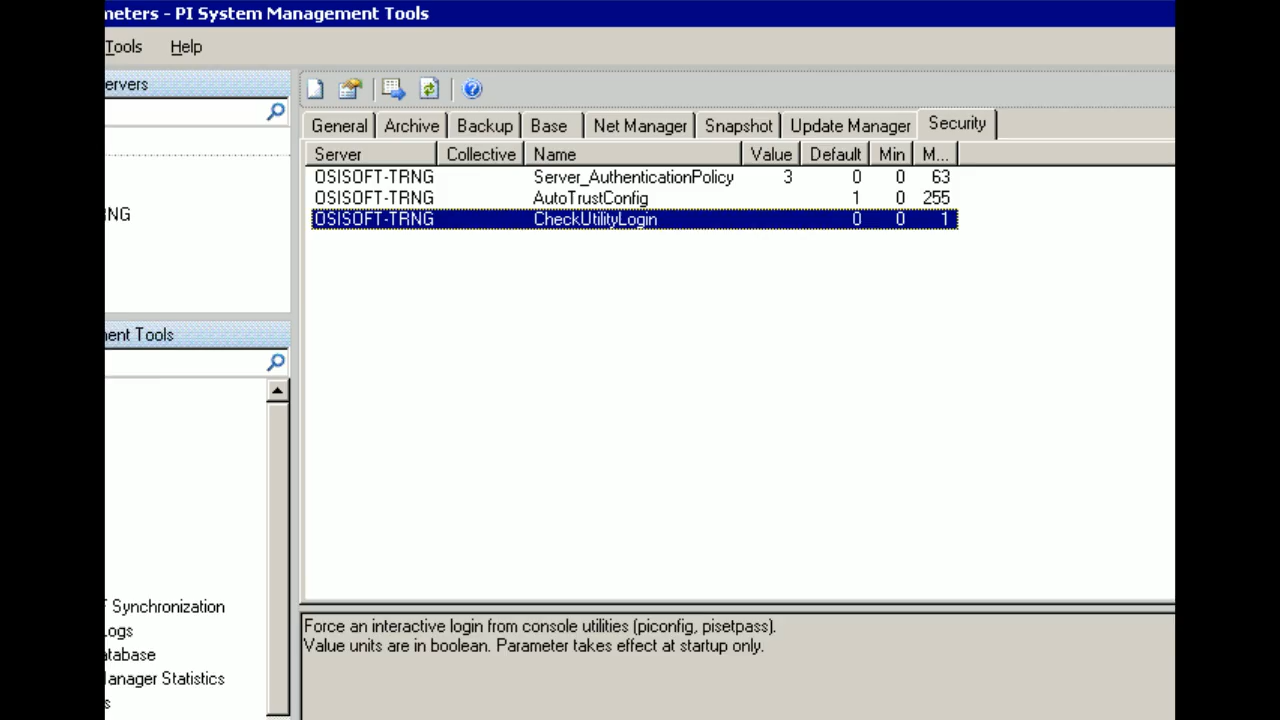 meters - PI System Management Tools
Tools Help
ervers
General Archive Backup Base Net Manager Snapshot Update Manager Security
Server Collective Name Value Default Min M...
OSISOFT-TRNG Server_AuthenticationPolicy 3 0 0 63
OSISOFT-TRNG AutoTrustConfig 1 0 255
OSISOFT-TRNG CheckUtilityLogin 0 0 1
NG
ent Tools
Synchronization
Logs
atabase
anager Statistics
s
Force an interactive login from console utilities (piconfig, pisetpass).
Value units are in boolean. Parameter takes effect at startup only.